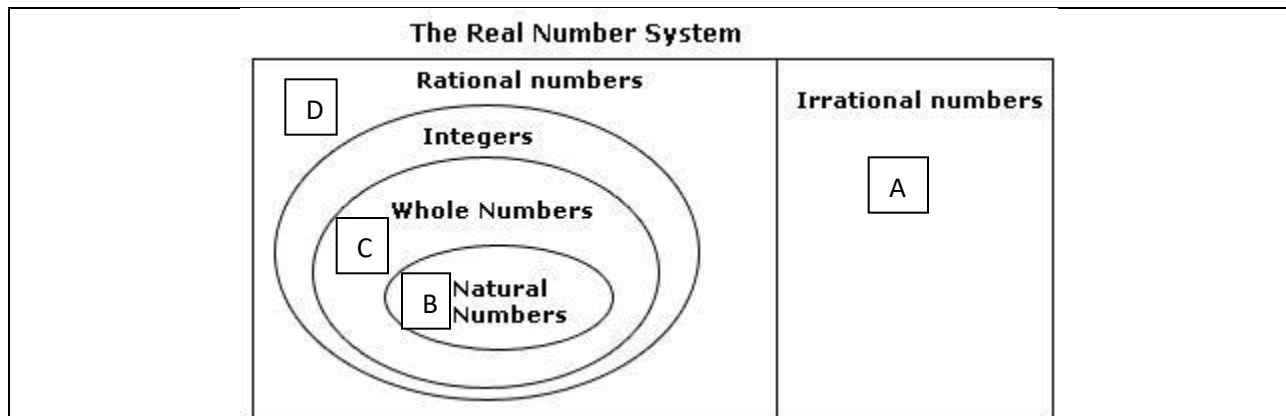 The Real Number System
Rational numbers
D
Irrational numbers
Integers
A
Whole Numbers
C
B
Natural
Numbers